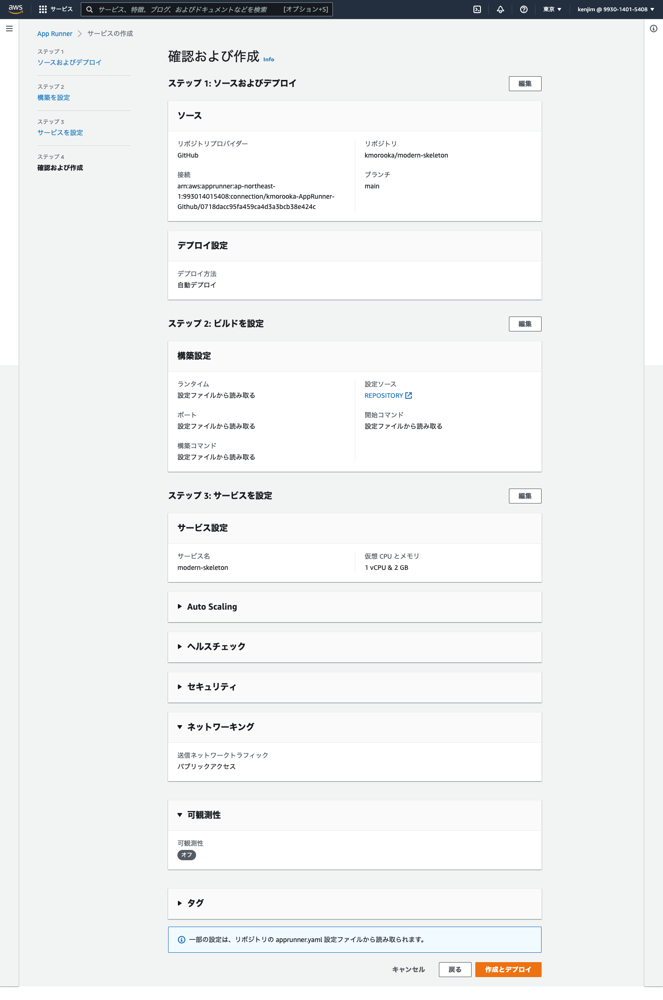 aws
サービス
サービス、特徴、ブログ、およびドキュメントなどを検索
[オプション+S]
東京
kenjim @ 9930-1401-5408
App Runner
サービスの作成
ステップ 1
ソースおよびデプロイ
ステップ 2
構築を設定
ステップ 3
サービスを設定
ステップ 4
確認および作成
確認および作成 Info
ステップ 1: ソースおよびデプロイ
編集
ソース
リポジトリプロバイダー
GitHub
リポジトリ
kmorooka/modern-skeleton
接続
arn:aws:apprunner:ap-northeast-
1:993014015408:connection/kmorooka-AppRunner-
Github/0718dacc95fa459ca4d3a3bcb38e424c
ブランチ
main
デプロイ設定
デプロイ方法
自動デプロイ
ステップ 2: ビルドを設定
編集
構築設定
ランタイム
設定ファイルから読み取る
設定ソース
REPOSITORY
ポート
設定ファイルから読み取る
開始コマンド
設定ファイルから読み取る
構築コマンド
設定ファイルから読み取る
ステップ 3: サービスを設定
編集
サービス設定
サービス名
modern-skeleton
仮想 CPU とメモリ
1 vCPU & 2 GB
Auto Scaling
ヘルスチェック
セキュリティ
ネットワーキング
送信ネットワークトラフィック
パブリックアクセス
可観測性
可観測性
オフ
タグ
一部の設定は、リポジトリの apprunner.yaml 設定ファイルから読み取られます。
キャンセル
戻る
作成とデプロイ